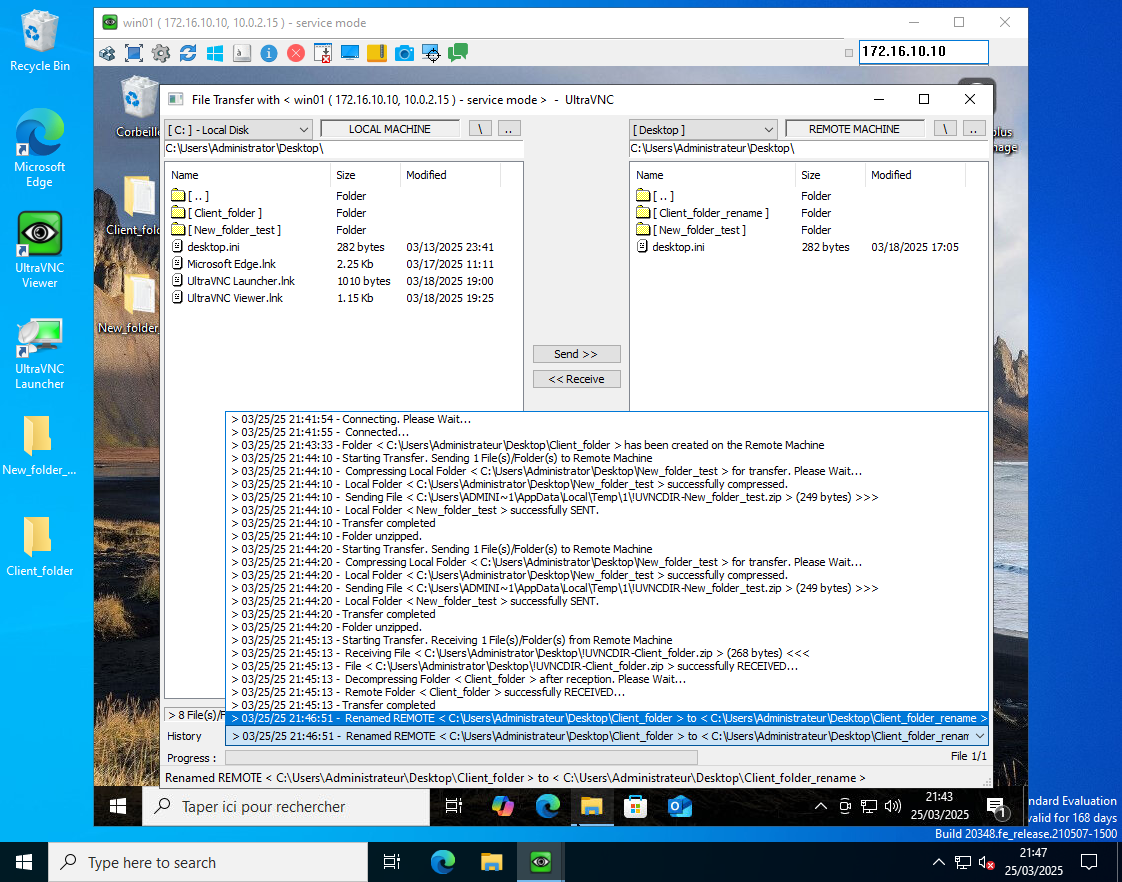 Recycle Bin
Microsoft
Edge
UltraVNC
Viewer
UltraVNC
Launcher
New_folder_...
Client_folder
win01 ( 172.16.10.10, 10.0.2.15 ) - service mode
172.16.10.10
Corbeille
Client_fold
New_folder_
plus
nage
File Transfer with < win01 ( 172.16.10.10, 10.0.2.15 ) - service mode > - UltraVNC
[ C: ] - Local Disk
LOCAL MACHINE
\
..
[ Desktop ]
REMOTE MACHINE
\
..
C:\Users\Administrator\Desktop\
C:\Users\Administrateur\Desktop\
Name Size Modified
[ .. ] Folder
[ Client_folder ] Folder
[ New_folder_test ] Folder
desktop.ini 282 bytes 03/13/2025 23:41
Microsoft Edge.lnk 2.25 Kb 03/17/2025 11:11
UltraVNC Launcher.lnk 1010 bytes 03/18/2025 19:00
UltraVNC Viewer.lnk 1.15 Kb 03/18/2025 19:25
Name Size Modified
[ .. ] Folder
[ Client_folder_rename ] Folder
[ New_folder_test ] Folder
desktop.ini 282 bytes 03/18/2025 17:05
Send >>
<< Receive
> 03/25/25 21:41:54 - Connecting. Please Wait...
> 03/25/25 21:41:55 - Connected...
> 03/25/25 21:43:33 - Folder < C:\Users\Administrateur\Desktop\Client_folder > has been created on the Remote Machine
> 03/25/25 21:44:10 - Starting Transfer. Sending 1 File(s)/Folder(s) to Remote Machine
> 03/25/25 21:44:10 - Compressing Local Folder < C:\Users\Administrator\Desktop\New_folder_test > for transfer. Please Wait...
> 03/25/25 21:44:10 - Local Folder < C:\Users\Administrator\Desktop\New_folder_test > successfully compressed.
> 03/25/25 21:44:10 - Sending File < C:\Users\ADMINI~1\AppData\Local\Temp\1\!UVNCDIR-New_folder_test.zip > (249 bytes) >>>
> 03/25/25 21:44:10 - Local Folder < New_folder_test > successfully SENT.
> 03/25/25 21:44:10 - Transfer completed
> 03/25/25 21:44:10 - Folder unzipped.
> 03/25/25 21:44:20 - Starting Transfer. Sending 1 File(s)/Folder(s) to Remote Machine
> 03/25/25 21:44:20 - Compressing Local Folder < C:\Users\Administrator\Desktop\New_folder_test > for transfer. Please Wait...
> 03/25/25 21:44:20 - Local Folder < C:\Users\Administrator\Desktop\New_folder_test > successfully compressed.
> 03/25/25 21:44:20 - Sending File < C:\Users\ADMINI~1\AppData\Local\Temp\1\!UVNCDIR-New_folder_test.zip > (249 bytes) >>>
> 03/25/25 21:44:20 - Local Folder < New_folder_test > successfully SENT.
> 03/25/25 21:44:20 - Transfer completed
> 03/25/25 21:44:20 - Folder unzipped.
> 03/25/25 21:45:13 - Starting Transfer. Receiving 1 File(s)/Folder(s) from Remote Machine
> 03/25/25 21:45:13 - Receiving File < C:\Users\Administrateur\Desktop\!UVNCDIR-Client_folder.zip > (268 bytes) <<<
> 03/25/25 21:45:13 - File < C:\Users\Administrator\Desktop\!UVNCDIR-Client_folder.zip > successfully RECEIVED...
> 03/25/25 21:45:13 - Decompressing Folder < Client_folder > after reception. Please Wait...
> 03/25/25 21:45:13 - Remote Folder < Client_folder > successfully RECEIVED...
> 03/25/25 21:45:13 - Transfer completed
> 03/25/25 21:46:51 - Renamed REMOTE < C:\Users\Administrateur\Desktop\Client_folder > to < C:\Users\Administrateur\Desktop\Client_folder_rename >
> 8 File(s)/F
History
> 03/25/25 21:46:51 - Renamed REMOTE < C:\Users\Administrateur\Desktop\Client_folder > to < C:\Users\Administrateur\Desktop\Client_folder_renam
Progress :
File 1/1
Renamed REMOTE < C:\Users\Administrateur\Desktop\Client_folder > to < C:\Users\Administrateur\Desktop\Client_folder_rename >
Taper ici pour rechercher
21:43
25/03/2025
1
ndard Evaluation
valid for 168 days
Build 20348.fe_release.210507-1500
Type here to search
21:47
25/03/2025